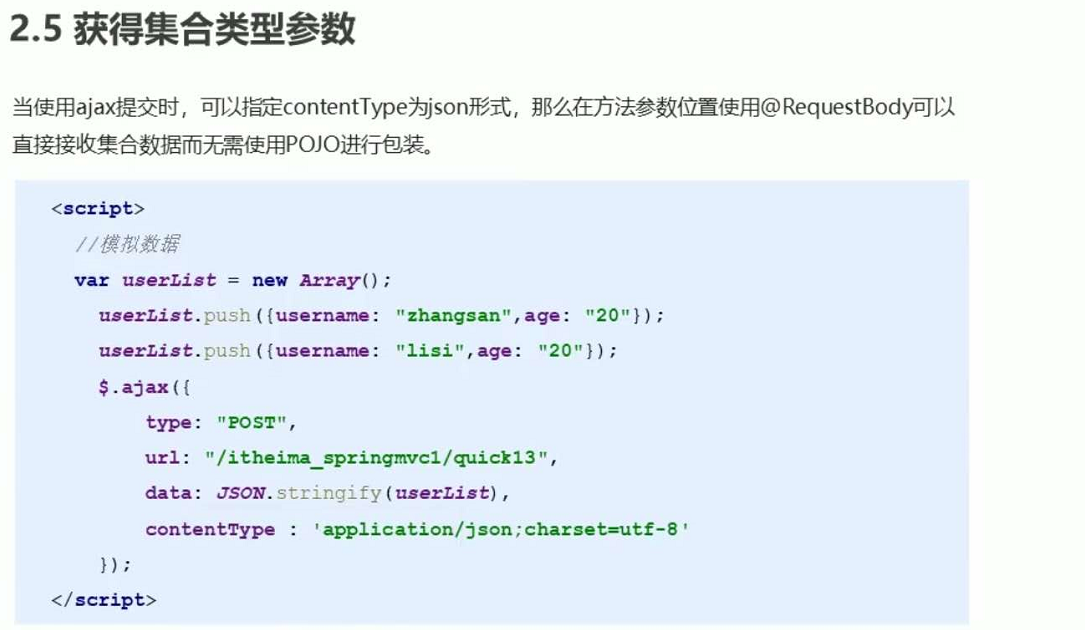 2.5 获得集合类型参数
当使用ajax提交时，可以指定contentType为json形式，那么在方法参数位置使用@RequestBody可以
直接接收集合数据而无需使用POJO进行包装。
<script>
//模拟数据
var userList = new Array();
userList.push({username: "zhangsan",age: "20"});
userList.push({username: "lisi",age: "20"});
$.ajax({
type: "POST",
url: "/itheima_springmvc1/quick13",
data: JSON.stringify(userList),
contentType : 'application/json;charset=utf-8'
});
</script>